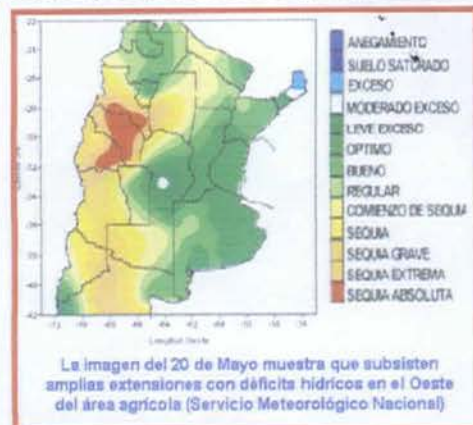 ANEGAMIENTO
SUELO SATURADO
EXCESO
MODERADO EXCESO
LEVE EXCESO
OPTIMO
BUENO
REGULAR
COMIENZO DE SEQUIA
SEQUIA
SEQUIA GRAVE
SEQUIA EXTREMA
SEQUIA ABSOLUTA
Longitud Oeste
La imagen del 20 de Mayo muestra que subsisten
amplias extensiones con déficits hídricos en el Oeste
del área agrícola (Servicio Meteorológico Nacional)